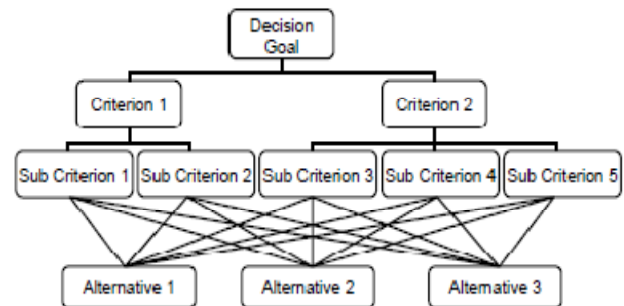 Decision
Goal
Criterion 1
Criterion 2
Sub Criterion 1
Sub Criterion 2
Sub Criterion 3
Sub Criterion 4
Sub Criterion 5
Alternative 1
Alternative 2
Alternative 3